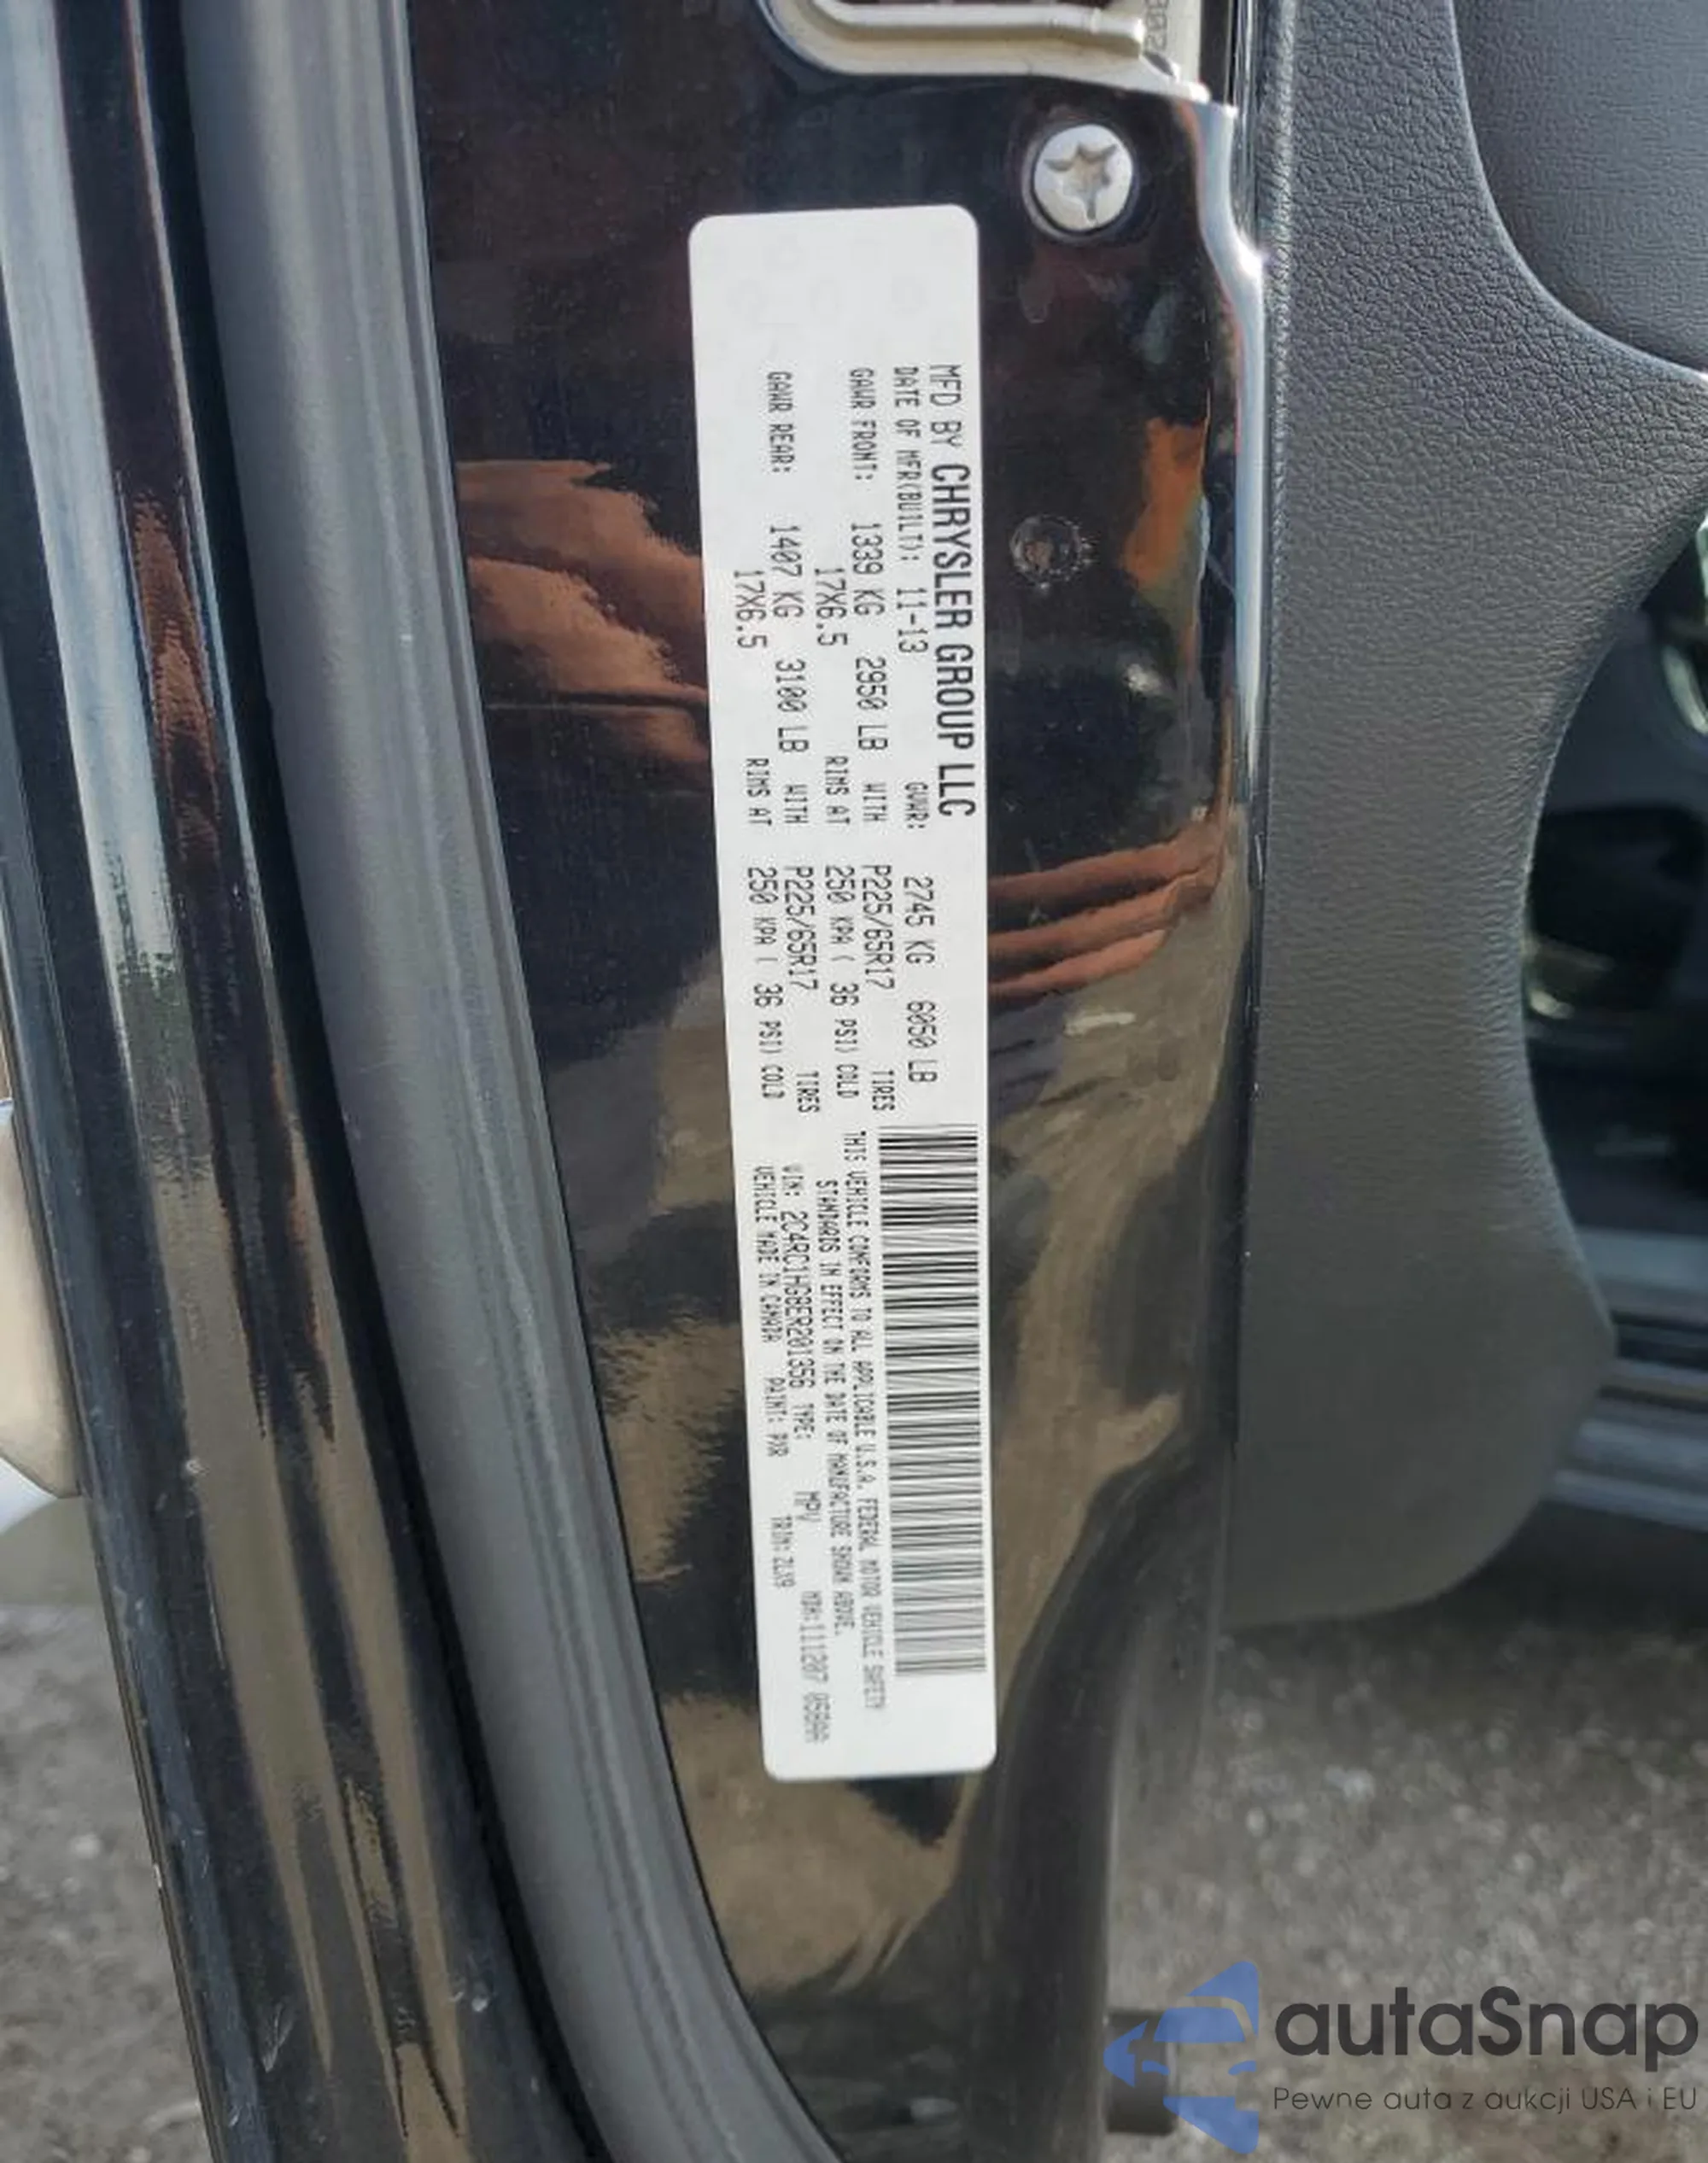 MFD BY CHRYSLER GROUP LLC
DATE OF MFR(BUILT): 11-13 GVWR: 2745 KG 6050 LB
GAWR FRONT: 1339 KG 2950 LB WITH P225/65R17 TIRES
17X6.5 RIMS AT 250 KPA ( 36 PSI) COLD
GAWR REAR: 1407 KG 3100 LB WITH P225/65R17 TIRES
17X6.5 RIMS AT 250 KPA ( 36 PSI) COLD
THIS VEHICLE CONFORMS TO ALL APPLICABLE U.S.A. FEDERAL MOTOR VEHICLE SAFETY
STANDARDS IN EFFECT ON THE DATE OF MANUFACTURE SHOWN ABOVE.
VIN: 2C4RC1HG8ER201356 TYPE: MPV MDH:111207
VEHICLE MADE IN CANADA PAINT: PXR TRIM: ZLX9
autaSnap
Pewne auta z aukcji USA i EU